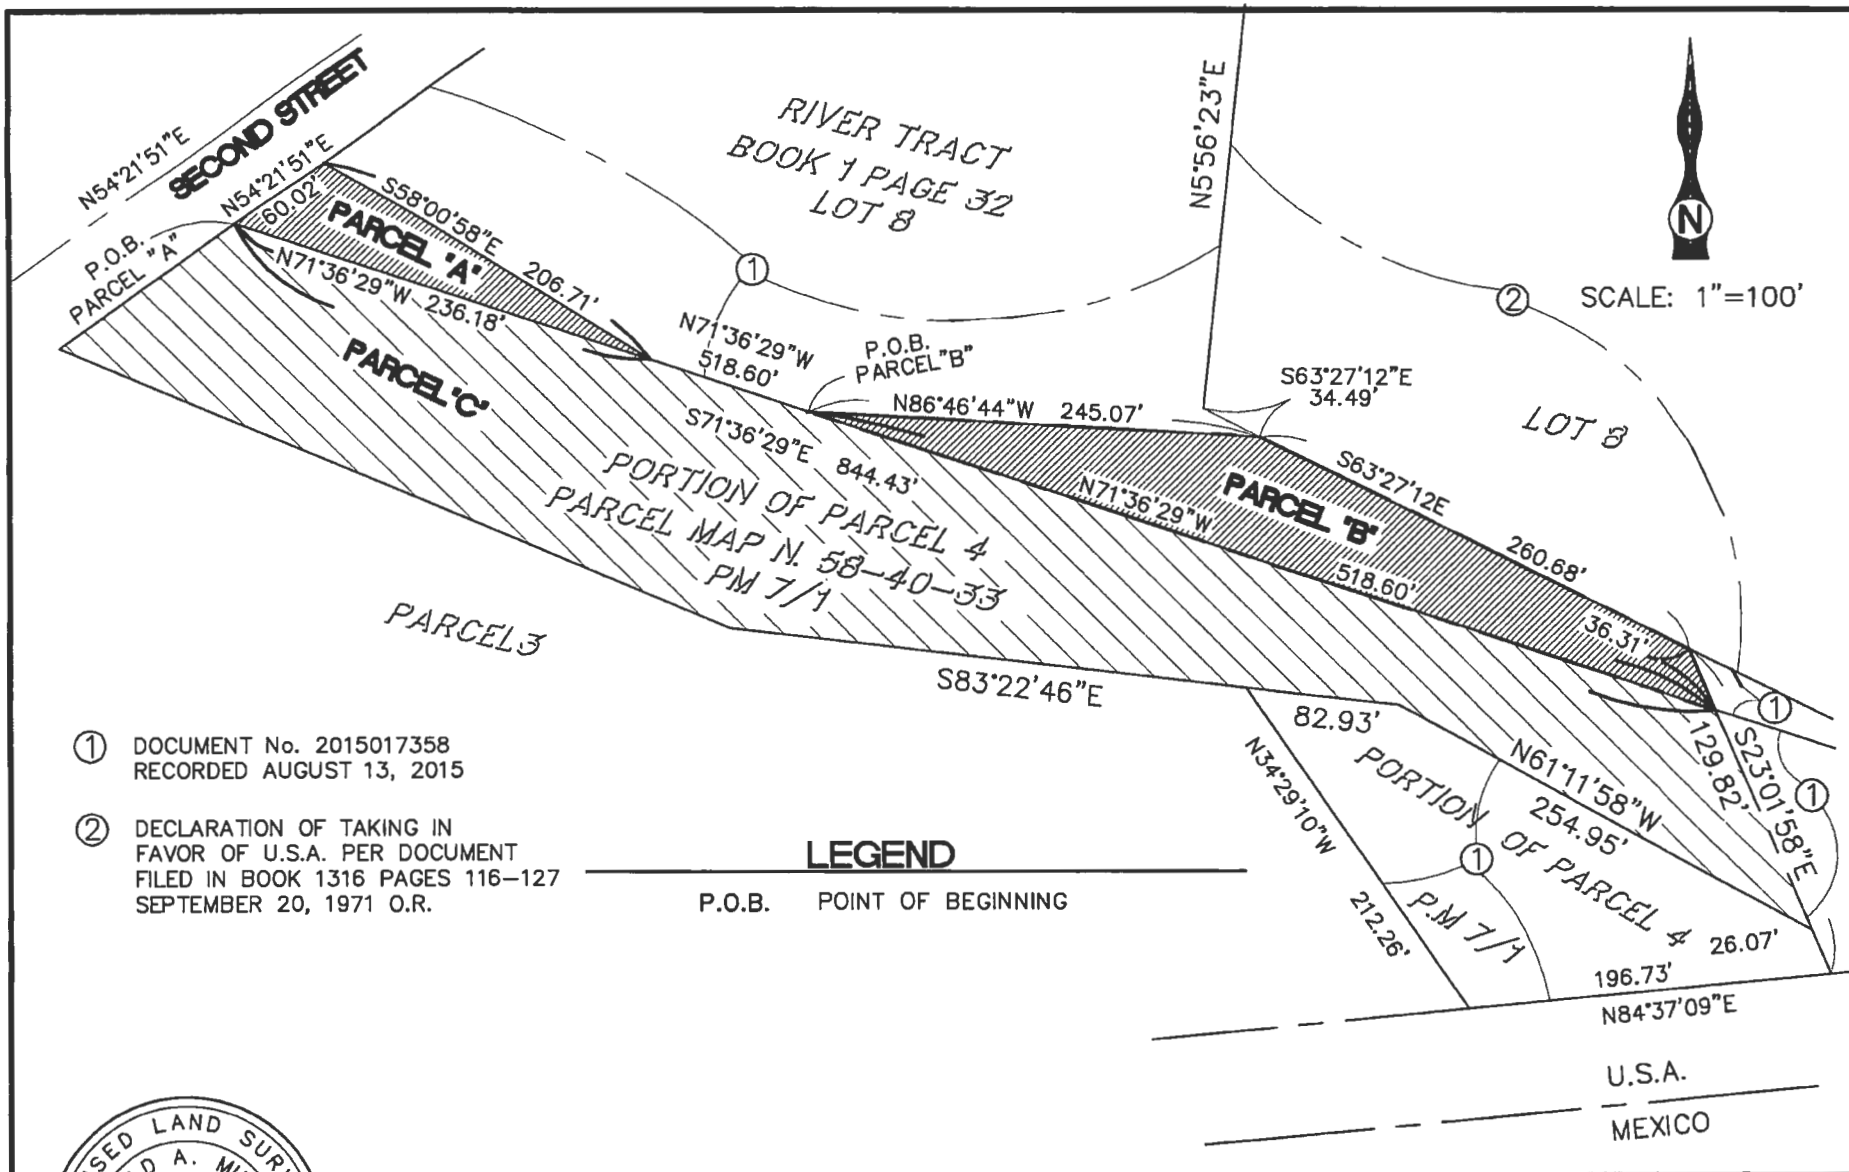 N54°21'51"E
SECOND STREET
N54°21'51"E
60.02'
P.O.B.
PARCEL "A"
S58°00'58"E 206.71'
PARCEL "A"
N71°36'29"W 236.18'
PARCEL "C"
RIVER TRACT
BOOK 1 PAGE 32
LOT 8
1
N71°36'29"W
518.60'
P.O.B.
PARCEL "B"
N5°56'23"E
N
SCALE: 1"=100'
2
S63°27'12"E
34.49'
LOT 8
N86°46'44"W 245.07'
S71°36'29"E 844.43'
PORTION OF PARCEL 4
PARCEL MAP N. 58-40-33
PM 7/1
N71°36'29"W
518.60'
PARCEL "B"
S63°27'12E
260.68'
36.31'
1
PARCEL 3
S83°22'46"E
82.93'
N61°11'58"W
254.95'
S23°01'58"E
129.82'
1
N34°29'10"W
212.26'
PORTION OF PARCEL 4
P.M 7/1
1
26.07'
196.73'
N84°37'09"E
U.S.A.
MEXICO
1 DOCUMENT No. 2015017358
RECORDED AUGUST 13, 2015
2 DECLARATION OF TAKING IN
FAVOR OF U.S.A. PER DOCUMENT
FILED IN BOOK 1316 PAGES 116-127
SEPTEMBER 20, 1971 O.R.
LEGEND
P.O.B. POINT OF BEGINNING
LAND
A.